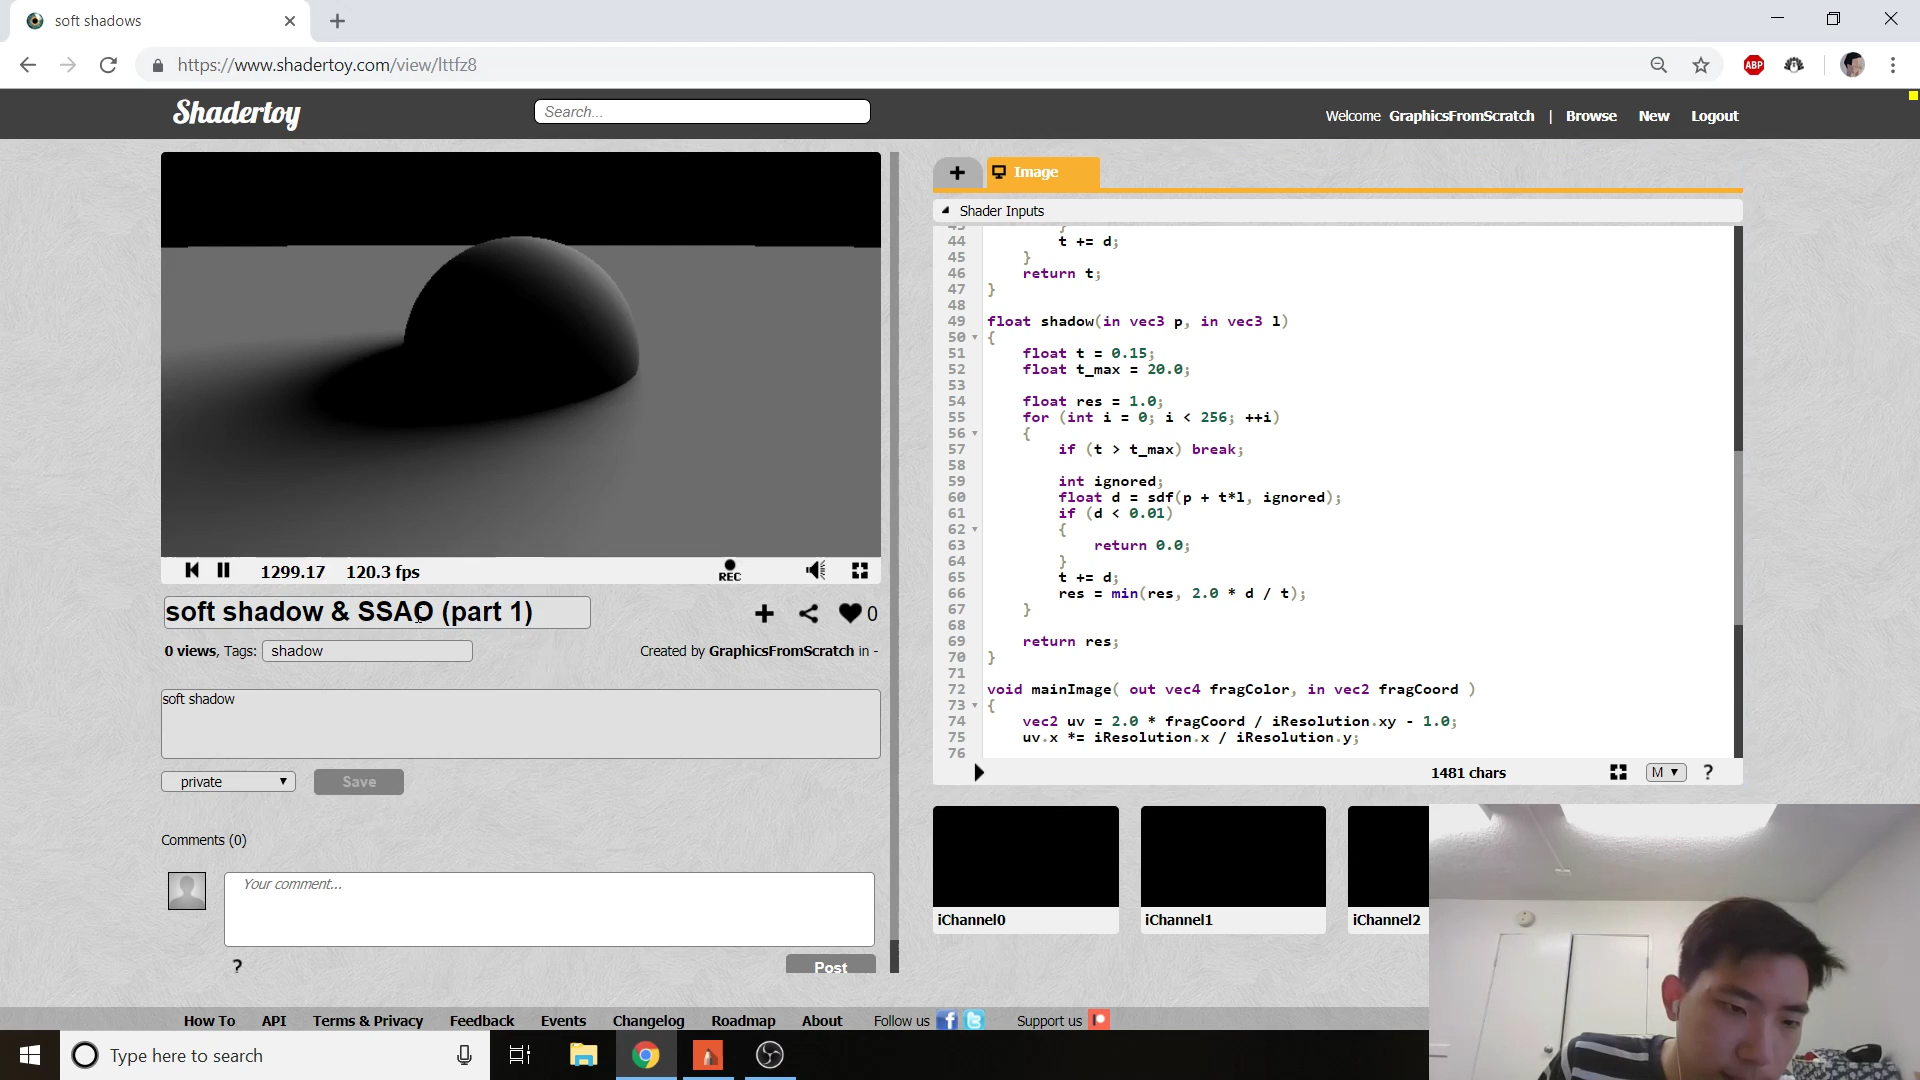 soft shadows
https://www.shadertoy.com/view/lttfz8
ABP
Shadertoy
Search...
Welcome GraphicsFromScratch | Browse New Logout
+ Image
Shader Inputs
44 t += d;
45 }
46 return t;
47 }
48
49 float shadow(in vec3 p, in vec3 l)
50 {
51 float t = 0.15;
52 float t_max = 20.0;
53
54 float res = 1.0;
55 for (int i = 0; i < 256; ++i)
56 {
57 if (t > t_max) break;
58
59 int ignored;
60 float d = sdf(p + t*l, ignored);
61 if (d < 0.01)
62 {
63 return 0.0;
64 }
65 t += d;
66 res = min(res, 2.0 * d / t);
67 }
68
69 return res;
70 }
71
72 void mainImage( out vec4 fragColor, in vec2 fragCoord )
73 {
74 vec2 uv = 2.0 * fragCoord / iResolution.xy - 1.0;
75 uv.x *= iResolution.x / iResolution.y;
76
1481 chars
M ▼ ?
1299.17 120.3 fps
REC
soft shadow & SSAO (part 1)
0
0 views, Tags: shadow
Created by GraphicsFromScratch in -
soft shadow
private ▼
Save
Comments (0)
Your comment...
?
Post
iChannel0
iChannel1
iChannel2
How To API Terms & Privacy Feedback Events Changelog Roadmap About Follow us Support us
Type here to search